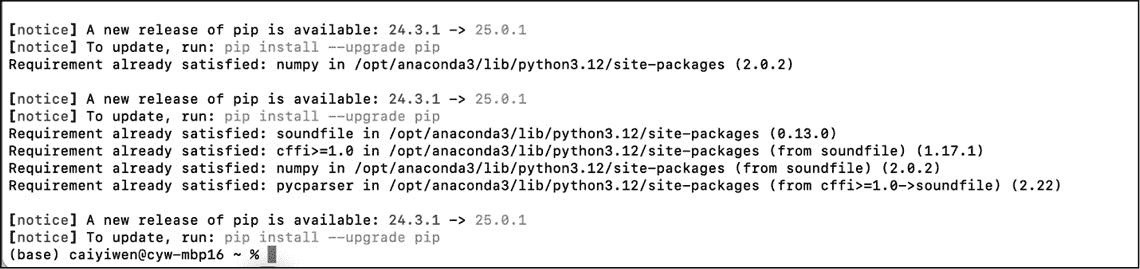 [notice] A new release of pip is available: 24.3.1 -> 25.0.1
[notice] To update, run: pip install --upgrade pip
Requirement already satisfied: numpy in /opt/anaconda3/lib/python3.12/site-packages (2.0.2)
[notice] A new release of pip is available: 24.3.1 -> 25.0.1
[notice] To update, run: pip install --upgrade pip
Requirement already satisfied: soundfile in /opt/anaconda3/lib/python3.12/site-packages (0.13.0)
Requirement already satisfied: cffi>=1.0 in /opt/anaconda3/lib/python3.12/site-packages (from soundfile) (1.17.1)
Requirement already satisfied: numpy in /opt/anaconda3/lib/python3.12/site-packages (from soundfile) (2.0.2)
Requirement already satisfied: pycparser in /opt/anaconda3/lib/python3.12/site-packages (from cffi>=1.0->soundfile) (2.22)
[notice] A new release of pip is available: 24.3.1 -> 25.0.1
[notice] To update, run: pip install --upgrade pip
(base) caiyiwen@cyw-mbp16 ~ %